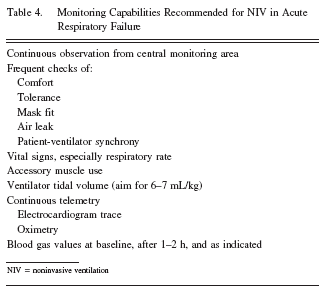 Table 4. Monitoring Capabilities Recommended for NIV in Acute
Respiratory Failure
Continuous observation from central monitoring area
Frequent checks of:
Comfort
Tolerance
Mask fit
Air leak
Patient-ventilator synchrony
Vital signs, especially respiratory rate
Accessory muscle use
Ventilator tidal volume (aim for 6–7 mL/kg)
Continuous telemetry
Electrocardiogram trace
Oximetry
Blood gas values at baseline, after 1–2 h, and as indicated
NIV = noninvasive ventilation